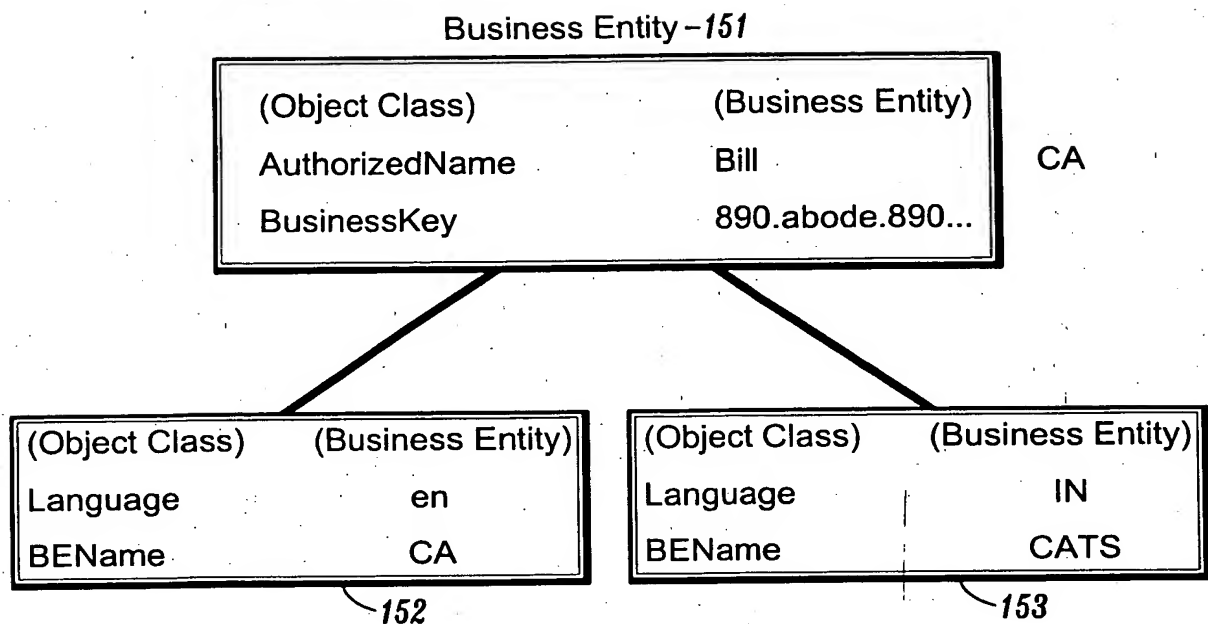 Business Entity-151
(Object Class) (Business Entity)
AuthorizedName Bill CA
BusinessKey 890.abode.890...
(Object Class) (Business Entity) (Object Class) (Business Entity)
Language en Language IN
BEName CA BEName CATS
152 153